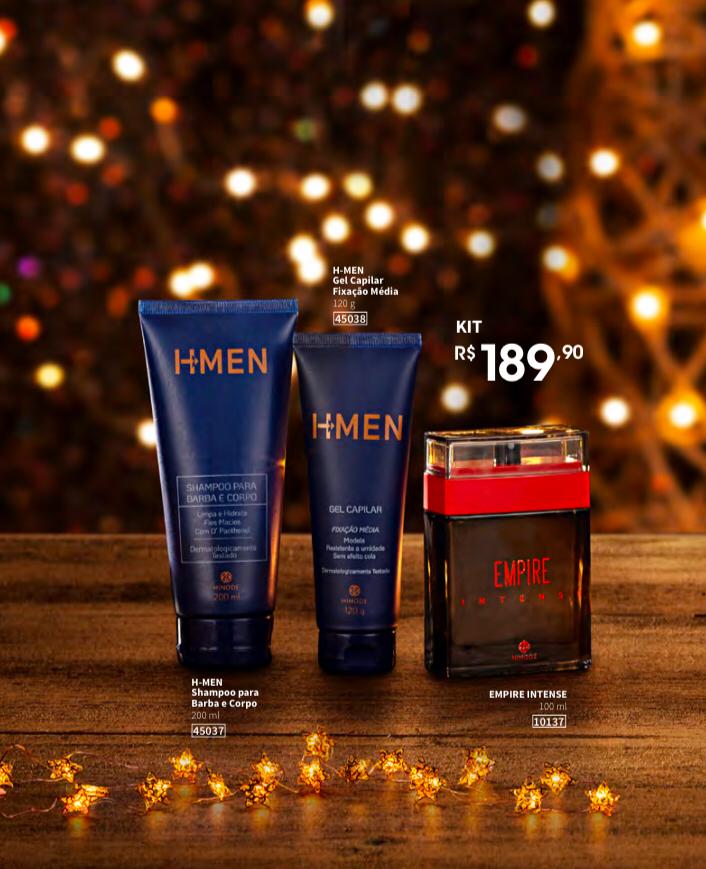 H-MEN
Gel Capilar
Fixação Média
120 g
45038
KIT
R$ 189,90
H-MEN
SHAMPOO PARA
BARBA E CORPO
Limpa e Hidrata
Fios Macios
Com D' Panthenol
Dermatologicamente
Testado
HINODE
200 ml
H-MEN
GEL CAPILAR
FIXAÇÃO MÉDIA
Modela
Resistente a umidade
Sem efeito cola
Dermatologicamente Testado
HINODE
120 g
EMPIRE
INTENSE
HINODE
H-MEN
Shampoo para
Barba e Corpo
200 ml
45037
EMPIRE INTENSE
100 ml
10137